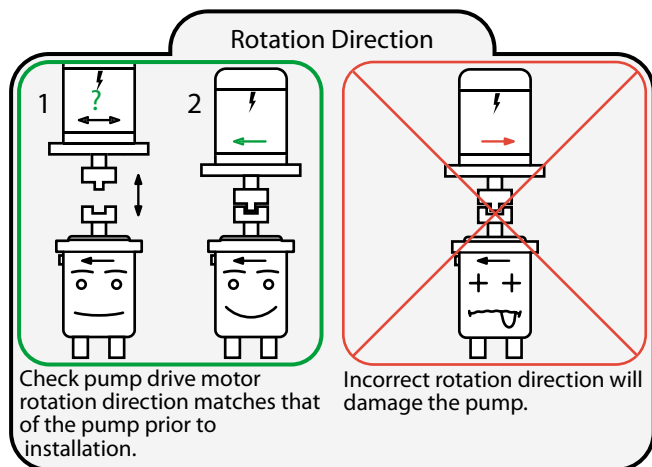 Rotation Direction
1
?
2
Check pump drive motor
rotation direction matches that
of the pump prior to
installation.
Incorrect rotation direction will
damage the pump.